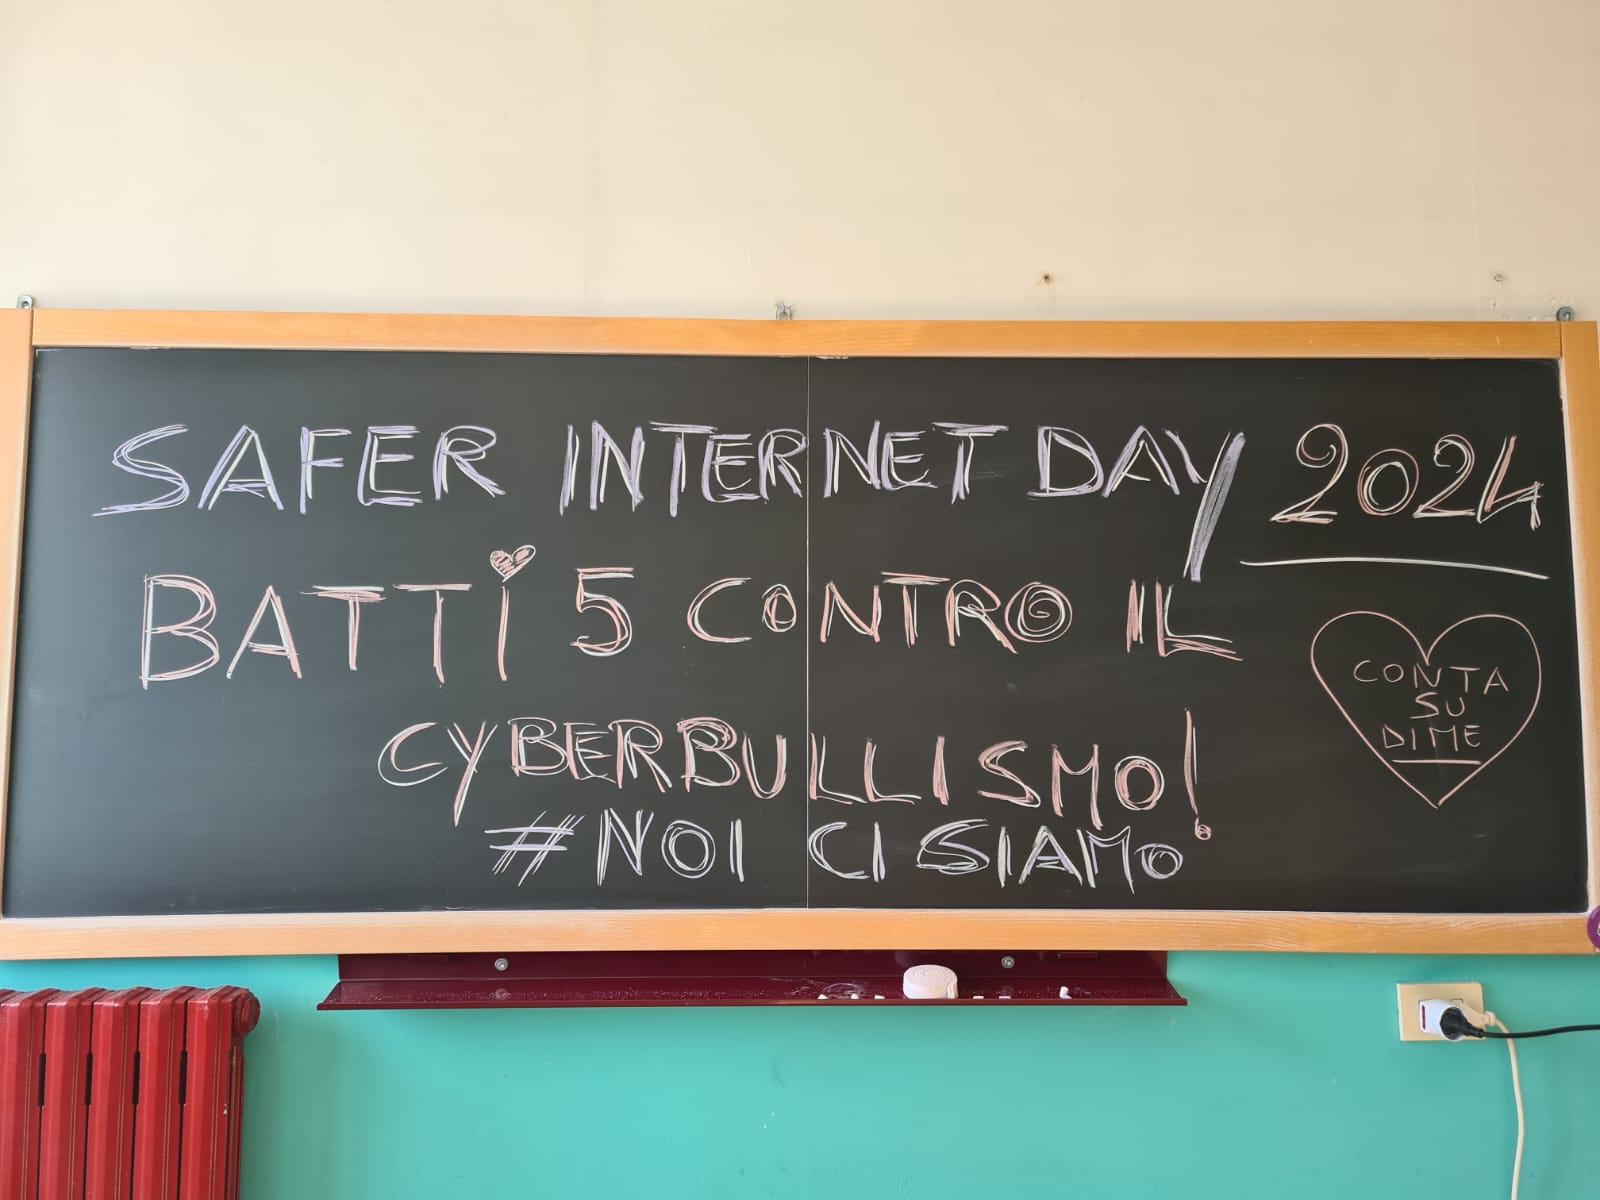 SAFER INTERNET DAY 2024
BATTi 5 CONTRO IL
CYBERBULLISMO!
#NOI CI SIAMO
CONTA
SU
DI ME